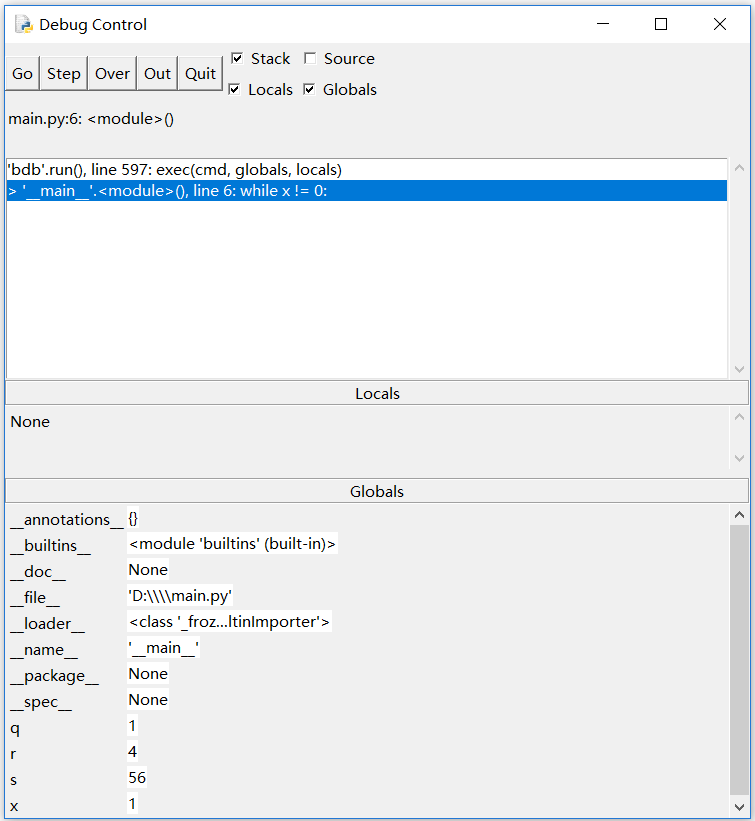 Debug Control
Go Step Over Out Quit Stack Source
Locals Globals
main.py:6: <module>()
'bdb'.run(), line 597: exec(cmd, globals, locals)
> '__main__'.<module>(), line 6: while x != 0:
Locals
None
Globals
__annotations__ {}
__builtins__ <module 'builtins' (built-in)>
__doc__ None
__file__ 'D:\\\\main.py'
__loader__ <class '_froz...ltinImporter'>
__name__ '__main__'
__package__ None
__spec__ None
q 1
r 4
s 56
x 1